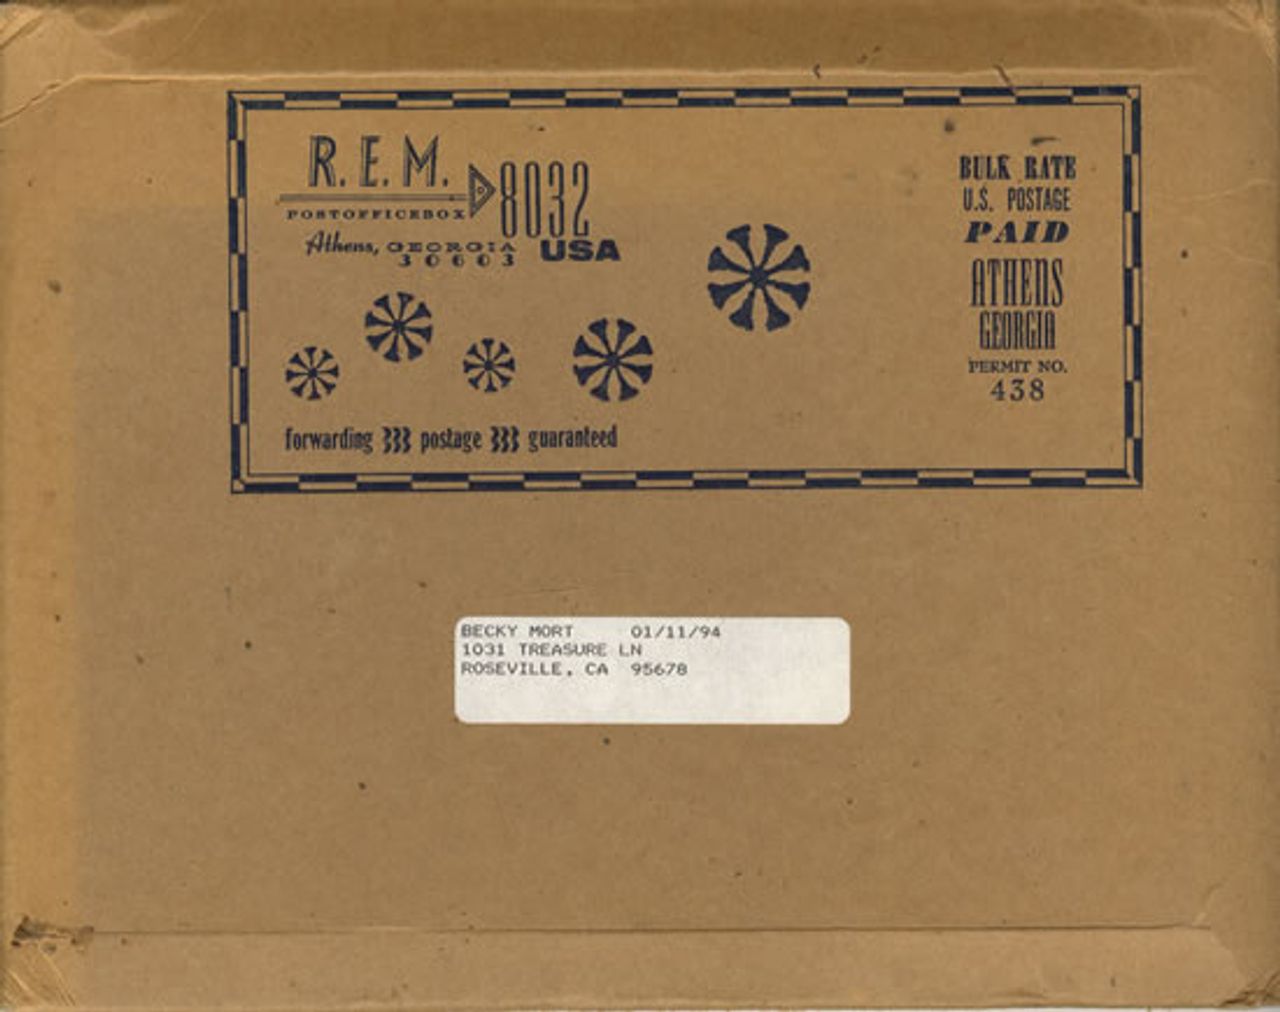 R.E.M.
POSTOFFICEBOX 8032
Athens, GEORGIA USA
30603
forwarding postage guaranteed
BULK RATE
U.S. POSTAGE
PAID
ATHENS
GEORGIA
PERMIT NO.
438
BECKY MORT 01/11/94
1031 TREASURE LN
ROSEVILLE, CA 95678